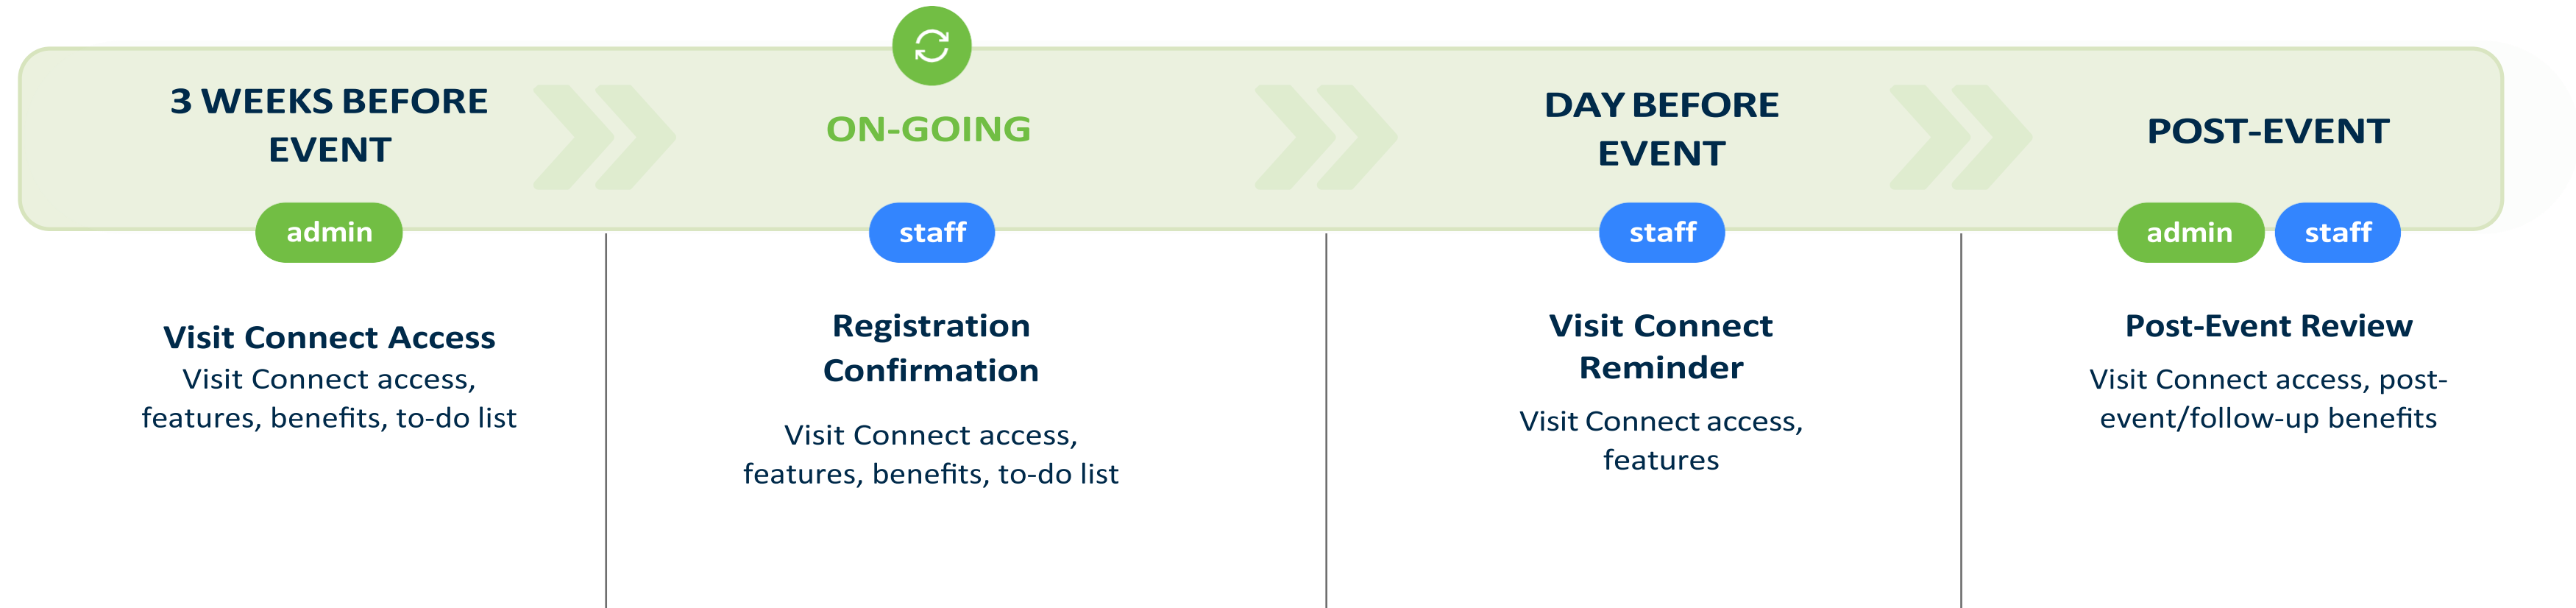 3 WEEKS BEFORE
EVENT
admin
Visit Connect Access
Visit Connect access,
features, benefits, to-do list
ON-GOING
staff
Registration
Confirmation
Visit Connect access,
features, benefits, to-do list
DAY BEFORE
EVENT
staff
Visit Connect
Reminder
Visit Connect access,
features
POST-EVENT
admin staff
Post-Event Review
Visit Connect access, post-
event/follow-up benefits